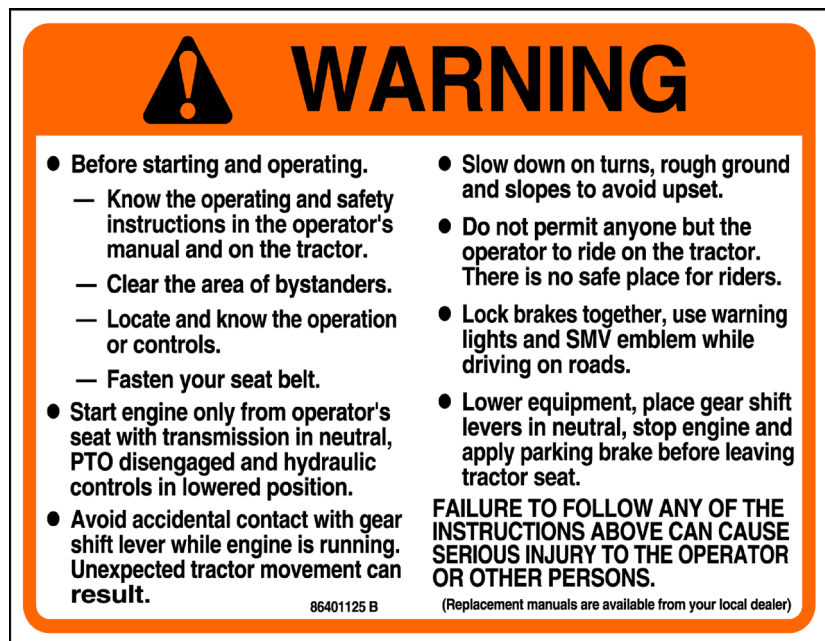 WARNING
● Before starting and operating.
— Know the operating and safety
instructions in the operator's
manual and on the tractor.
— Clear the area of bystanders.
— Locate and know the operation
or controls.
— Fasten your seat belt.
● Start engine only from operator's
seat with transmission in neutral,
PTO disengaged and hydraulic
controls in lowered position.
● Avoid accidental contact with gear
shift lever while engine is running.
Unexpected tractor movement can
result.
86401125 B
● Slow down on turns, rough ground
and slopes to avoid upset.
● Do not permit anyone but the
operator to ride on the tractor.
There is no safe place for riders.
● Lock brakes together, use warning
lights and SMV emblem while
driving on roads.
● Lower equipment, place gear shift
levers in neutral, stop engine and
apply parking brake before leaving
tractor seat.
FAILURE TO FOLLOW ANY OF THE
INSTRUCTIONS ABOVE CAN CAUSE
SERIOUS INJURY TO THE OPERATOR
OR OTHER PERSONS.
(Replacement manuals are available from your local dealer)